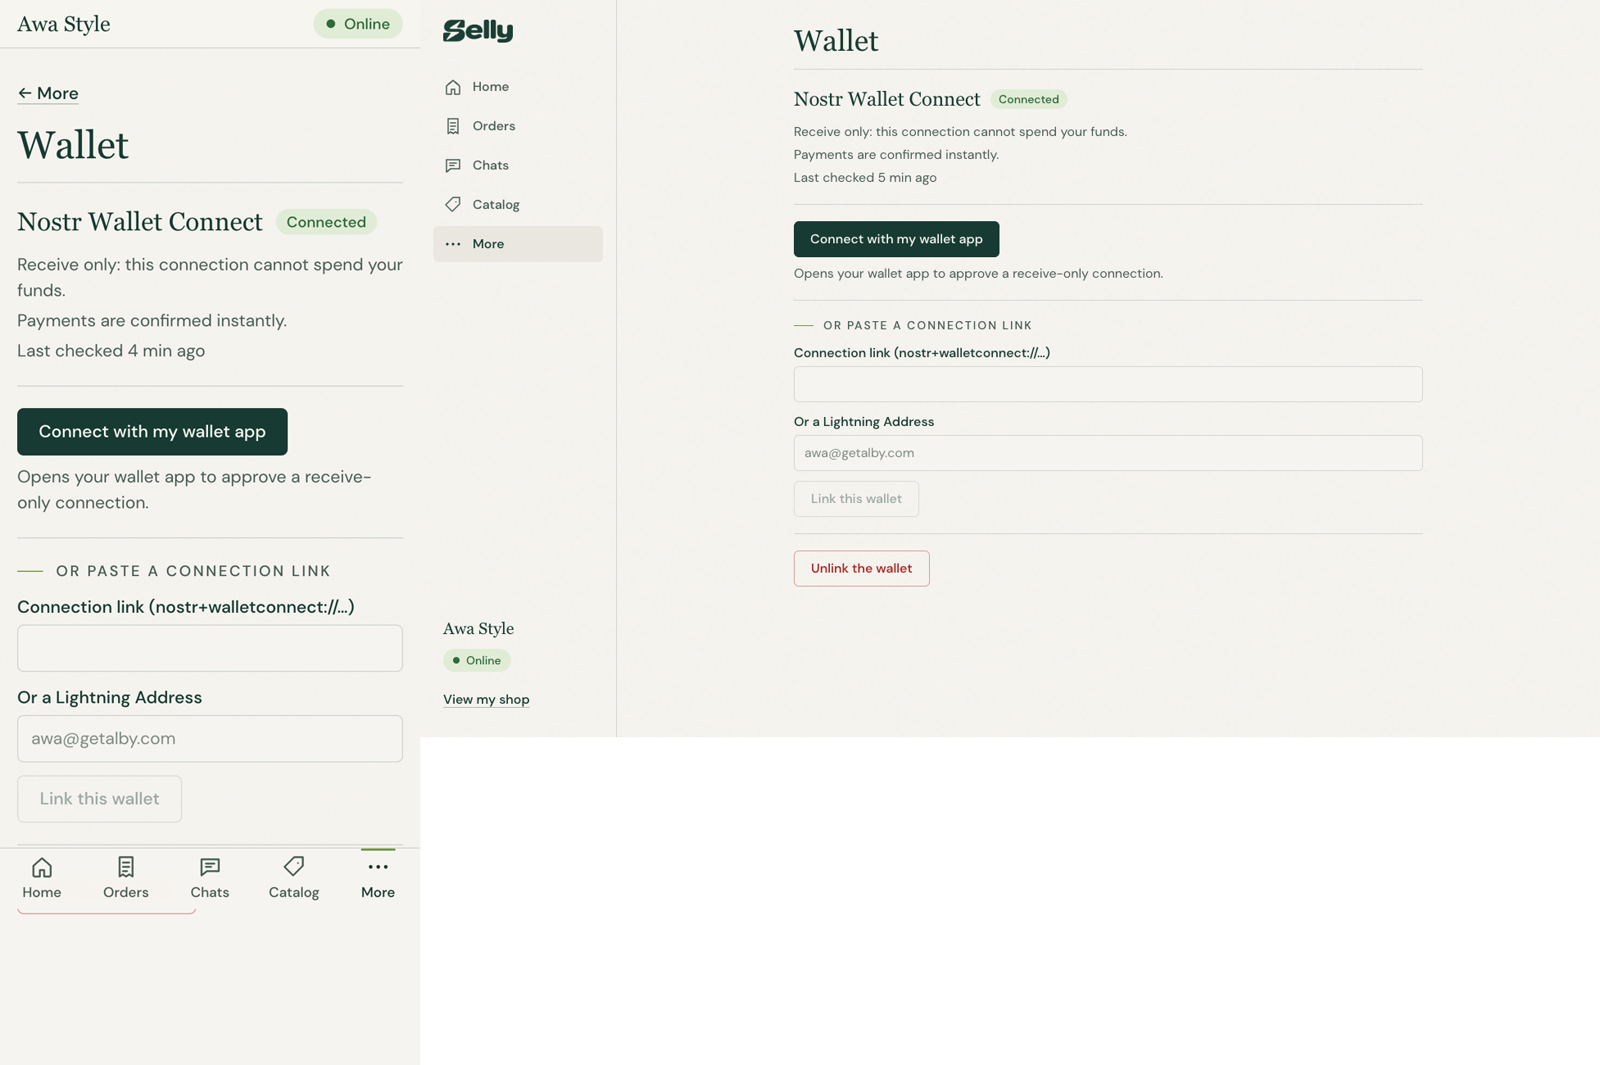 Awa Style
Online
← More
Wallet
Nostr Wallet Connect
Connected
Receive only: this connection cannot spend your
funds.
Payments are confirmed instantly.
Last checked 4 min ago
Connect with my wallet app
Opens your wallet app to approve a receive-
only connection.
OR PASTE A CONNECTION LINK
Connection link (nostr+walletconnect://…)
Or a Lightning Address
awa@getalby.com
Link this wallet
Home
Orders
Chats
Catalog
More
Selly
Home
Orders
Chats
Catalog
More
Awa Style
Online
View my shop
Wallet
Nostr Wallet Connect
Connected
Receive only: this connection cannot spend your funds.
Payments are confirmed instantly.
Last checked 5 min ago
Connect with my wallet app
Opens your wallet app to approve a receive-only connection.
OR PASTE A CONNECTION LINK
Connection link (nostr+walletconnect://…)
Or a Lightning Address
awa@getalby.com
Link this wallet
Unlink the wallet